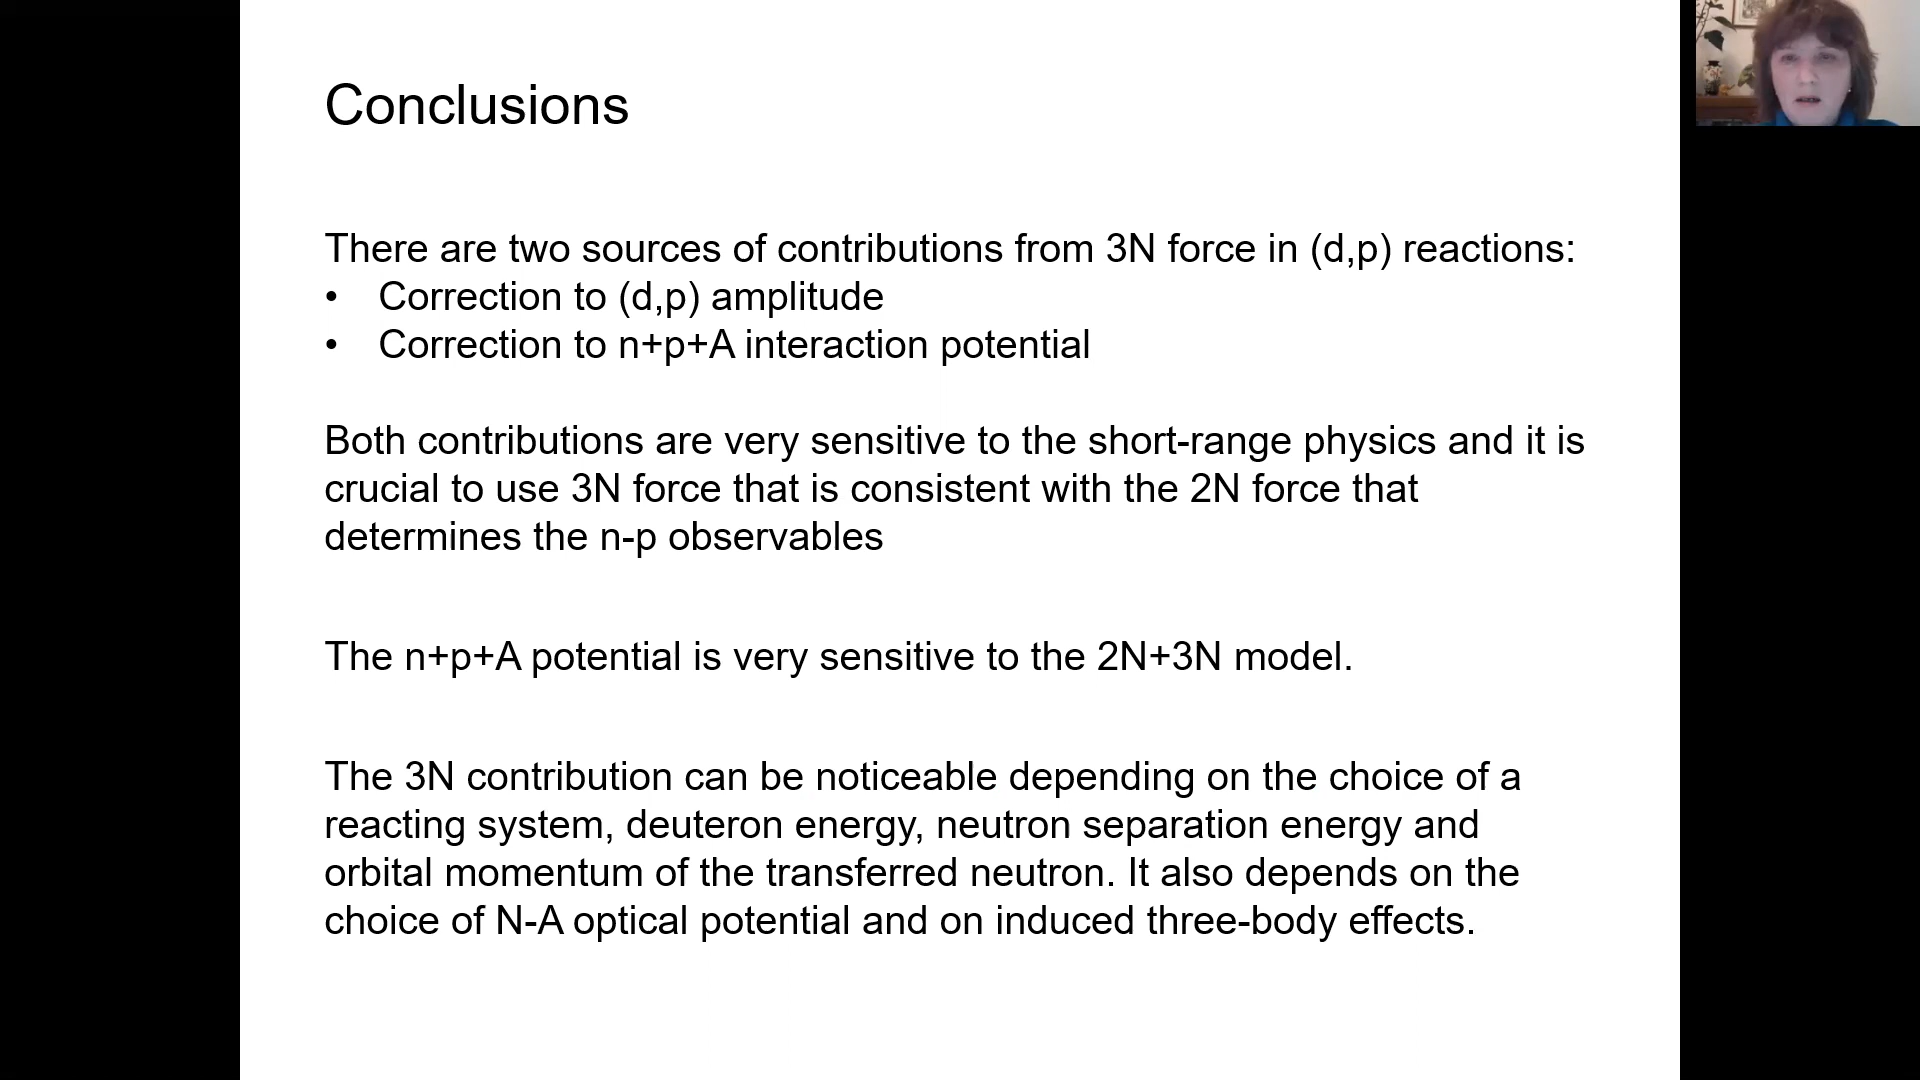 Conclusions
There are two sources of contributions from 3N force in (d,p) reactions:
• Correction to (d,p) amplitude
• Correction to n+p+A interaction potential
Both contributions are very sensitive to the short-range physics and it is
crucial to use 3N force that is consistent with the 2N force that
determines the n-p observables
The n+p+A potential is very sensitive to the 2N+3N model.
The 3N contribution can be noticeable depending on the choice of a
reacting system, deuteron energy, neutron separation energy and
orbital momentum of the transferred neutron. It also depends on the
choice of N-A optical potential and on induced three-body effects.